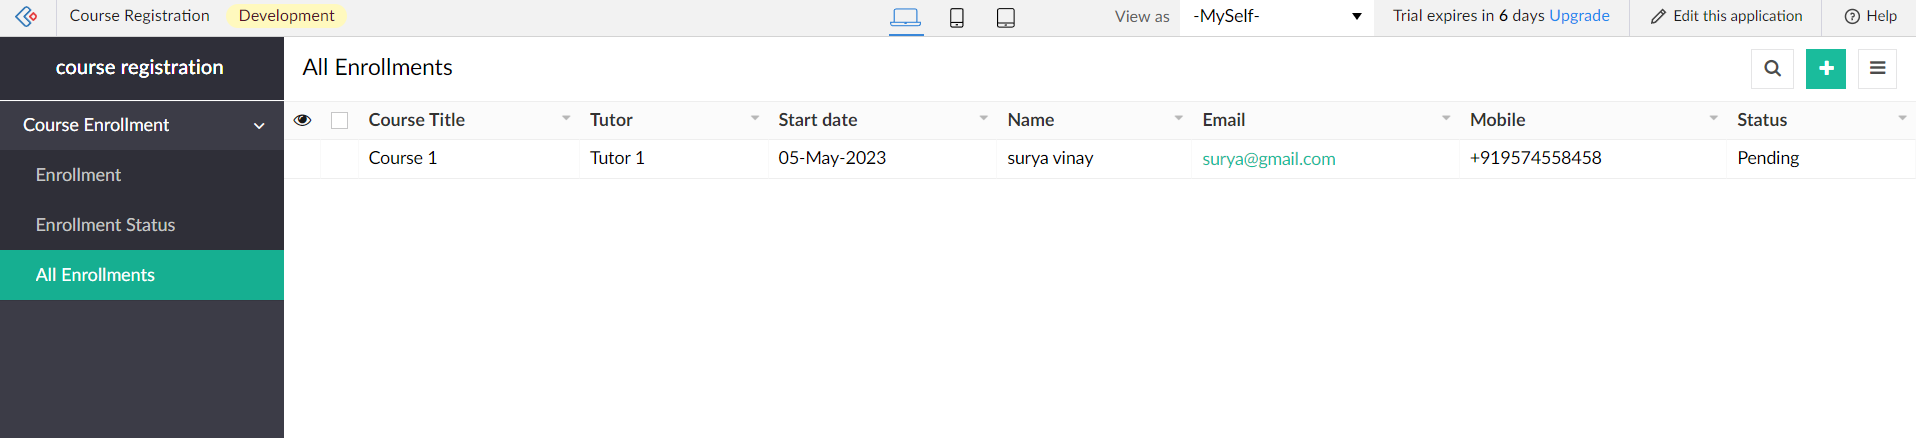 Course Registration Development View as -MySelf- Trial expires in 6 days Upgrade Edit this application Help
course registration
All Enrollments
Course Enrollment
Enrollment
Enrollment Status
All Enrollments
Course Title Tutor Start date Name Email Mobile Status
Course 1 Tutor 1 05-May-2023 surya vinay surya@gmail.com +919574558458 Pending